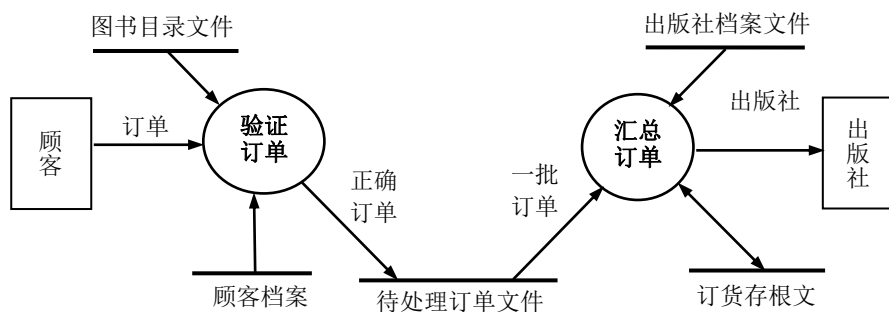 图书目录文件
出版社档案文件
顾客
订单
验证
订单
正确
订单
一批
订单
汇总
订单
出版社
出版社
顾客档案
待处理订单文件
订货存根文